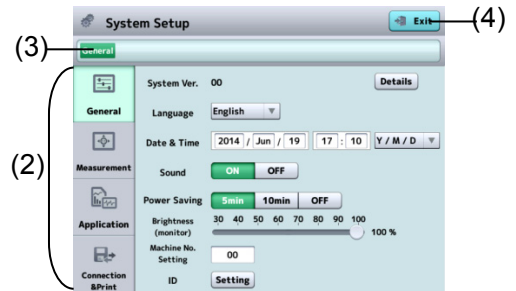 System Setup
Exit
(4)
(3)
General
(2)
General
Measurement
Application
Connection
&Print
System Ver. 00 Details
Language English
Date & Time 2014 / Jun / 19 17 : 10 Y / M / D
Sound ON OFF
Power Saving 5min 10min OFF
Brightness
(monitor)
30 40 50 60 70 80 90 100
100 %
Machine No.
Setting
00
ID Setting